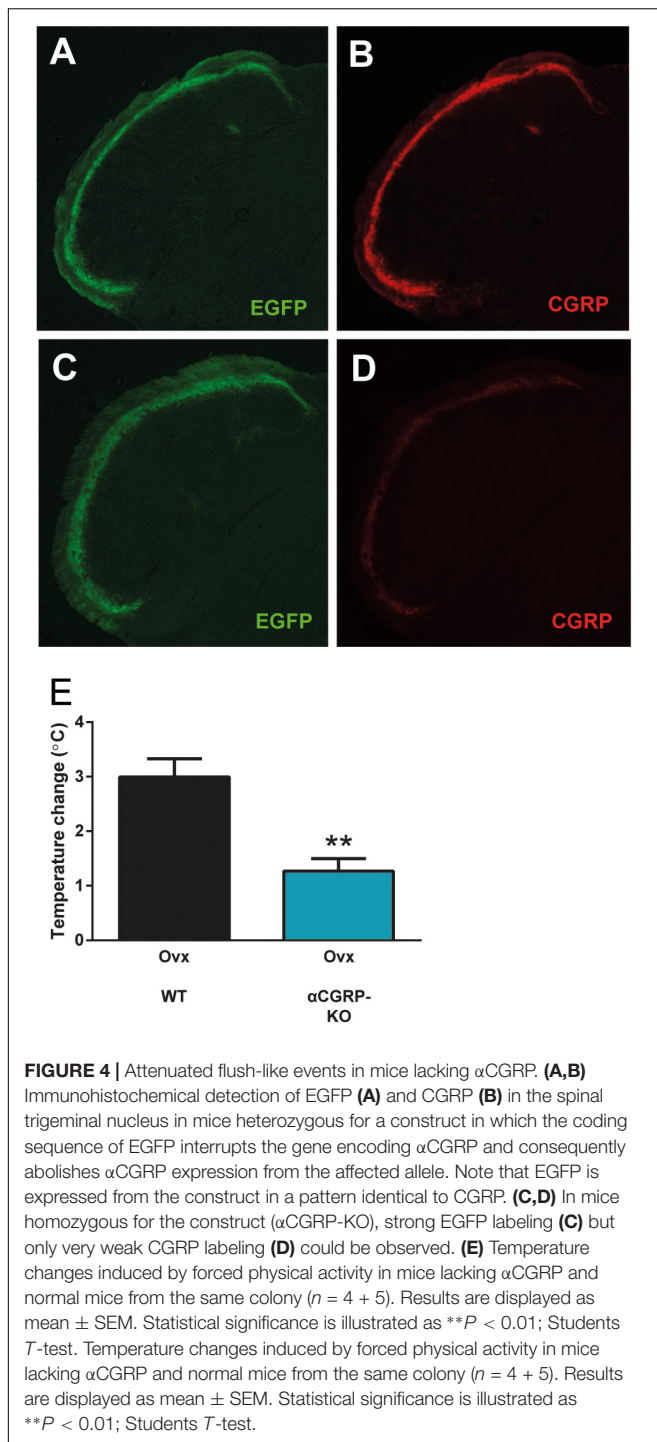 A
B
EGFP
CGRP
C
D
EGFP
CGRP
E
Temperature change (°C)
4
3
2
1
0
**
Ovx
Ovx
WT
αCGRP-
KO
FIGURE 4 | Attenuated flush-like events in mice lacking αCGRP. (A,B)
Immunohistochemical detection of EGFP (A) and CGRP (B) in the spinal
trigeminal nucleus in mice heterozygous for a construct in which the coding
sequence of EGFP interrupts the gene encoding αCGRP and consequently
abolishes αCGRP expression from the affected allele. Note that EGFP is
expressed from the construct in a pattern identical to CGRP. (C,D) In mice
homozygous for the construct (αCGRP-KO), strong EGFP labeling (C) but
only very weak CGRP labeling (D) could be observed. (E) Temperature
changes induced by forced physical activity in mice lacking αCGRP and
normal mice from the same colony (n = 4 + 5). Results are displayed as
mean ± SEM. Statistical significance is illustrated as **P < 0.01; Students
T-test. Temperature changes induced by forced physical activity in mice
lacking αCGRP and normal mice from the same colony (n = 4 + 5). Results
are displayed as mean ± SEM. Statistical significance is illustrated as
**P < 0.01; Students T-test.